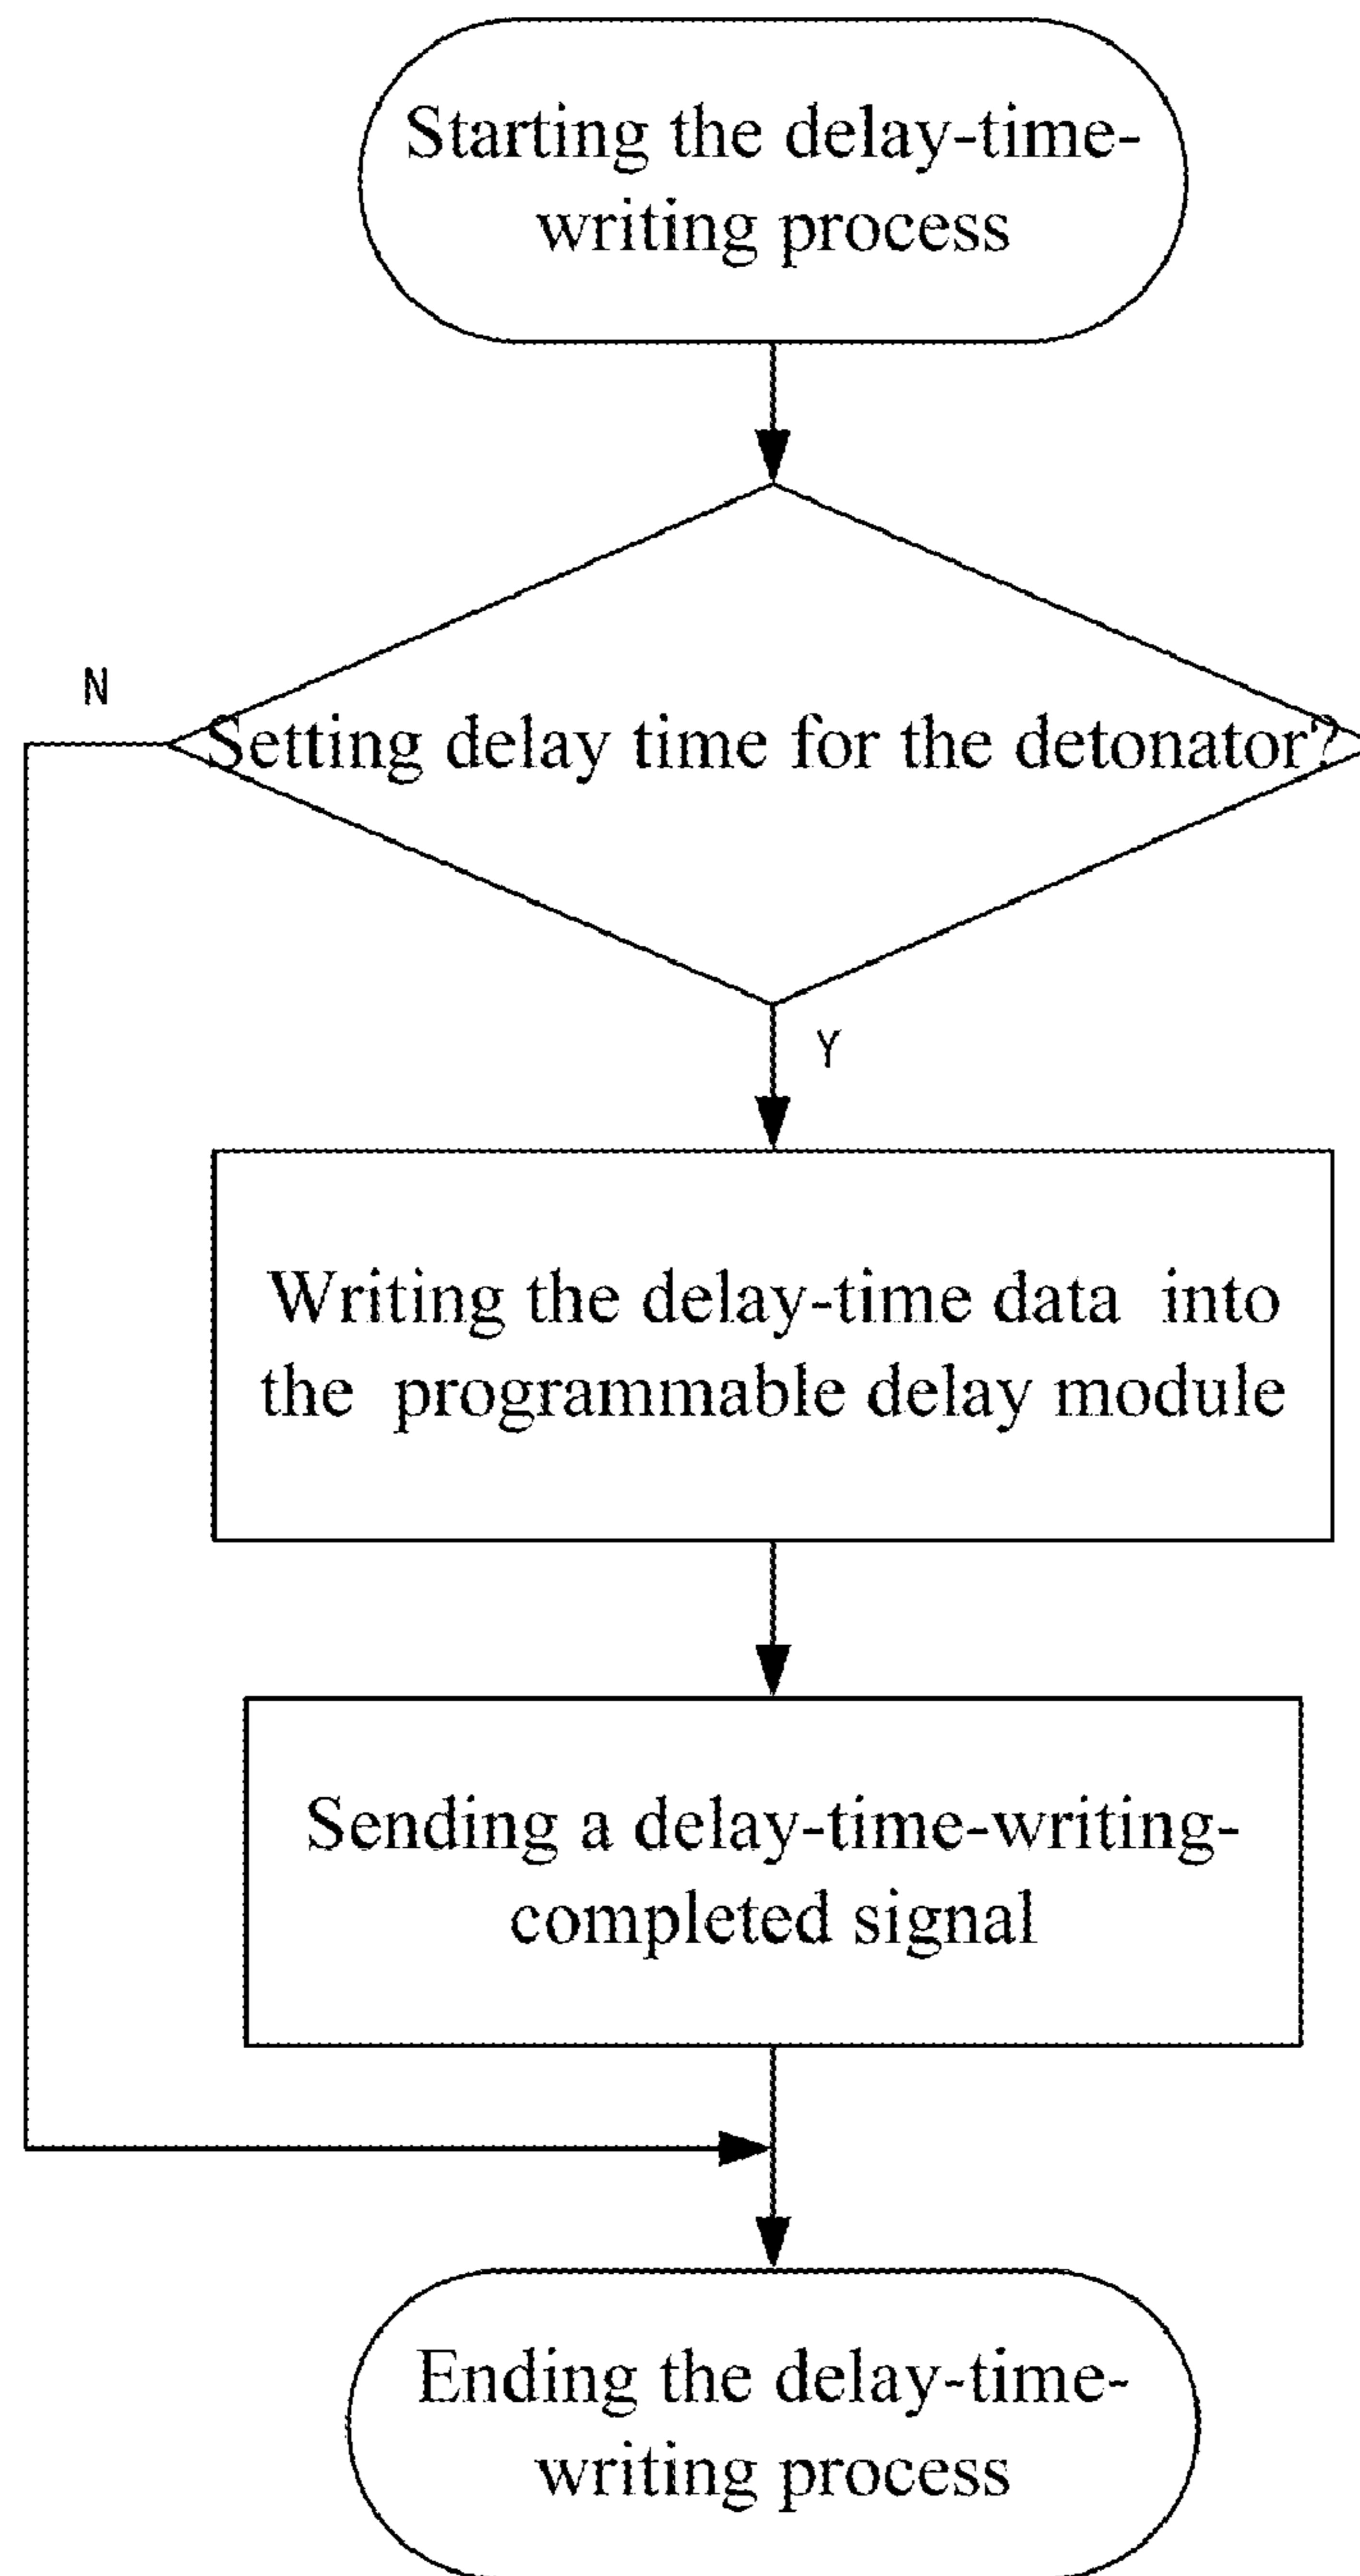 Starting the delay-time-
writing process
N
Setting delay time for the detonator?
Y
Writing the delay-time data into
the programmable delay module
Sending a delay-time-writing-
completed signal
Ending the delay-time-
writing process